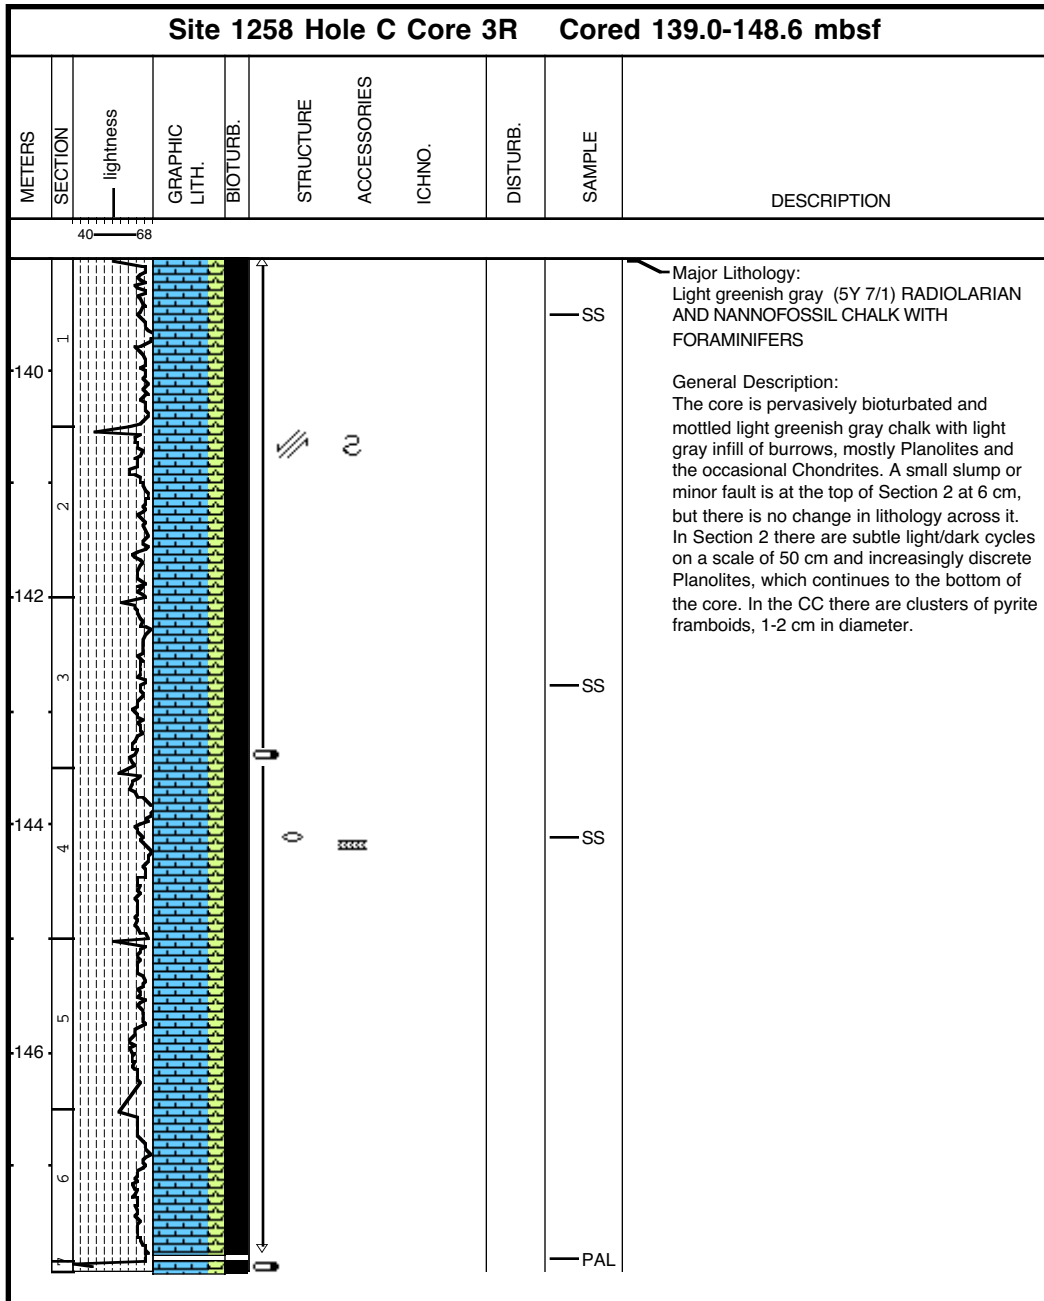 Site 1258 Hole C Core 3R Cored 139.0-148.6 mbsf
METERS
SECTION
lightness
GRAPHIC
LITH.
BIOTURB.
STRUCTURE
ACCESSORIES
ICHNO.
DISTURB.
SAMPLE
DESCRIPTION
40 68
Major Lithology:
Light greenish gray (5Y 7/1) RADIOLARIAN
AND NANNOFOSSIL CHALK WITH
FORAMINIFERS
General Description:
The core is pervasively bioturbated and
mottled light greenish gray chalk with light
gray infill of burrows, mostly Planolites and
the occasional Chondrites. A small slump or
minor fault is at the top of Section 2 at 6 cm,
but there is no change in lithology across it.
In Section 2 there are subtle light/dark cycles
on a scale of 50 cm and increasingly discrete
Planolites, which continues to the bottom of
the core. In the CC there are clusters of pyrite
framboids, 1-2 cm in diameter.
SS
1
140
2
142
3
SS
144
SS
4
5
146
6
PAL
7